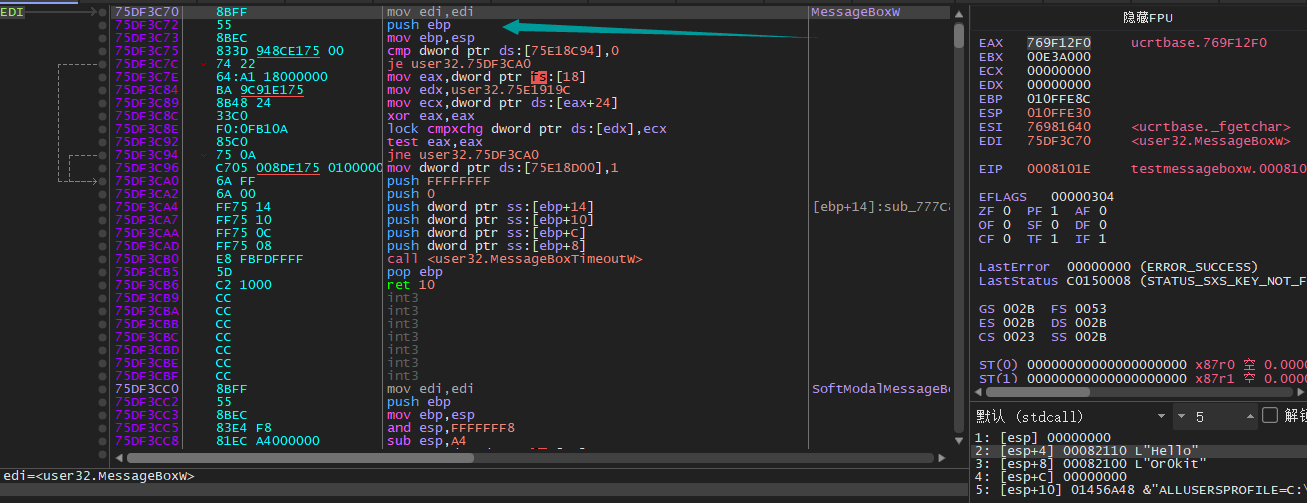 EDI
75DF3C70 8BFF mov edi,edi MessageBoxW
75DF3C72 55 push ebp
75DF3C73 8BEC mov ebp,esp
75DF3C75 833D 948CE175 00 cmp dword ptr ds:[75E18C94],0
75DF3C7C 74 22 je user32.75DF3CA0
75DF3C7E 64:A1 18000000 mov eax,dword ptr fs:[18]
75DF3C84 BA 9C91E175 mov edx,user32.75E1919C
75DF3C89 8B48 24 mov ecx,dword ptr ds:[eax+24]
75DF3C8C 33C0 xor eax,eax
75DF3C8E F0:0FB10A lock cmpxchg dword ptr ds:[edx],ecx
75DF3C92 85C0 test eax,eax
75DF3C94 75 0A jne user32.75DF3CA0
75DF3C96 C705 008DE175 0100000 mov dword ptr ds:[75E18D00],1
75DF3CA0 6A FF push FFFFFFFF
75DF3CA2 6A 00 push 0
75DF3CA4 FF75 14 push dword ptr ss:[ebp+14] [ebp+14]:sub_777C
75DF3CA7 FF75 10 push dword ptr ss:[ebp+10]
75DF3CAA FF75 0C push dword ptr ss:[ebp+C]
75DF3CAD FF75 08 push dword ptr ss:[ebp+8]
75DF3CB0 E8 FBFDFFFF call <user32.MessageBoxTimeoutW>
75DF3CB5 5D pop ebp
75DF3CB6 C2 1000 ret 10
75DF3CB9 CC int3
75DF3CBA CC int3
75DF3CBB CC int3
75DF3CBC CC int3
75DF3CBD CC int3
75DF3CBE CC int3
75DF3CBF CC int3
75DF3CC0 8BFF mov edi,edi SoftModalMessageBo
75DF3CC2 55 push ebp
75DF3CC3 8BEC mov ebp,esp
75DF3CC5 83E4 F8 and esp,FFFFFFF8
75DF3CC8 81EC A4000000 sub esp,A4
edi=<user32.MessageBoxW>
隐藏FPU
EAX 769F12F0 ucrtbase.769F12F0
EBX 00E3A000
ECX 00000000
EDX 00000000
EBP 010FFE8C
ESP 010FFE30
ESI 76981640 <ucrtbase._fgetchar>
EDI 75DF3C70 <user32.MessageBoxW>
EIP 0008101E testmessageboxw.0008101
EFLAGS 00000304
ZF 0 PF 1 AF 0
OF 0 SF 0 DF 0
CF 0 TF 1 IF 1
LastError 00000000 (ERROR_SUCCESS)
LastStatus C0150008 (STATUS_SXS_KEY_NOT_F
GS 002B FS 0053
ES 002B DS 002B
CS 0023 SS 002B
ST(0) 00000000000000000000 x87r0 空 0.0000
ST(1) 00000000000000000000 x87r1 空 0.0000
默认 (stdcall) 5 解锁
1: [esp] 00000000
2: [esp+4] 00082110 L"Hello"
3: [esp+8] 00082100 L"Or0kit"
4: [esp+C] 00000000
5: [esp+10] 01456A48 &"ALLUSERSPROFILE=C:\